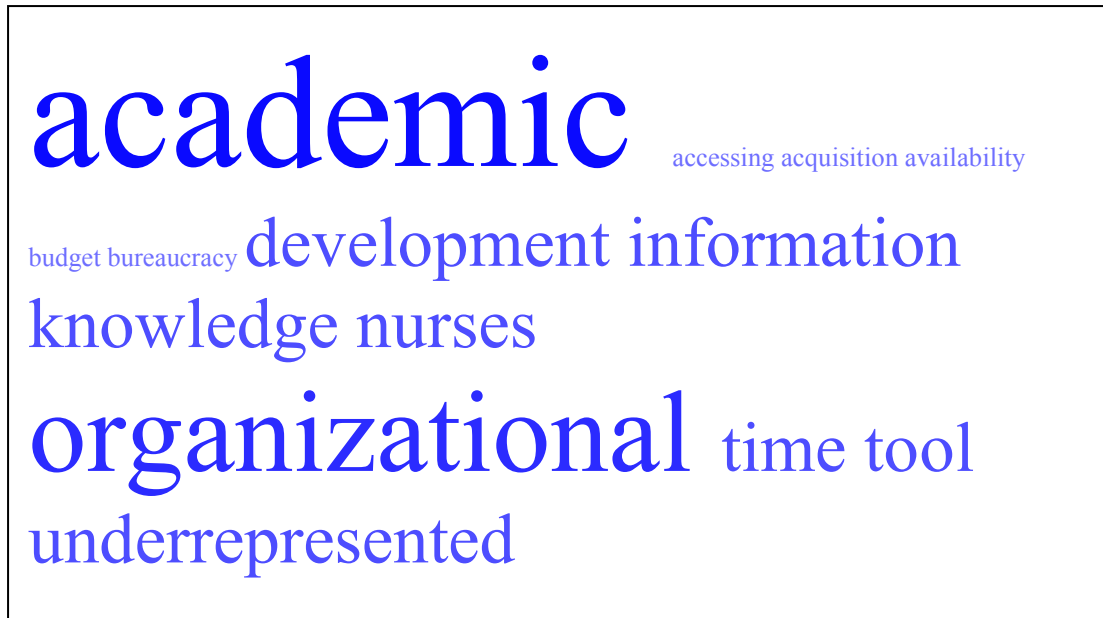 academic accessing acquisition availability
budget bureaucracy development information
knowledge nurses
organizational time tool
underrepresented